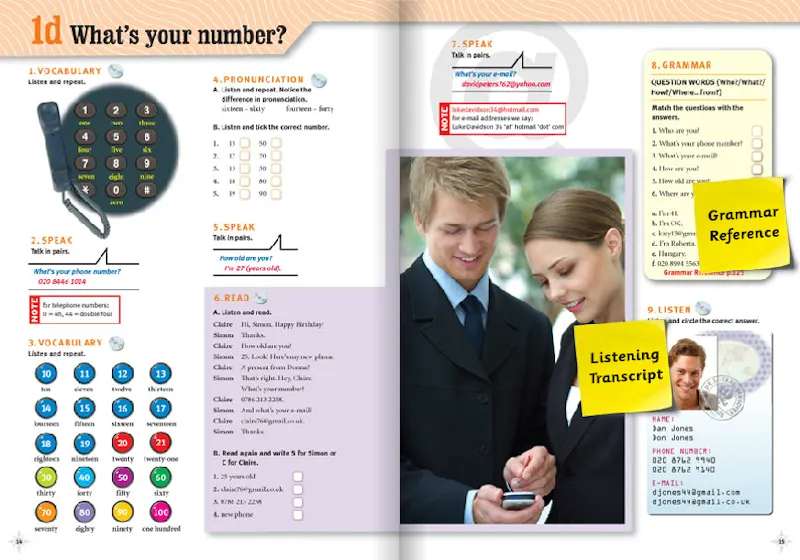 1d What's your number?
1. VOCABULARY
Listen and repeat.
1 2 3
one two three
4 5 6
four five six
7 8 9
seven eight nine
* 0 #
zero
2. SPEAK
Talk in pairs.
What's your phone number?
020 8446 1014
NOTE
for telephone numbers:
0 = oh, 44 = double four
3. VOCABULARY
Listen and repeat.
10 11 12 13
ten eleven twelve thirteen
14 15 16 17
fourteen fifteen sixteen seventeen
18 19 20 21
eighteen nineteen twenty twenty-one
30 40 50 60
thirty forty fifty sixty
70 80 90 100
seventy eighty ninety one hundred
14
4. PRONUNCIATION
A. Listen and repeat. Notice the
difference in pronunciation.
sixteen – sixty fourteen – forty
B. Listen and tick the correct number.
1. 15 50
2. 17 70
3. 13 30
4. 18 80
5. 19 90
5. SPEAK
Talk in pairs.
How old are you?
I'm 27 (years old).
6. READ
A. Listen and read.
Claire Hi, Simon. Happy Birthday!
Simon Thanks.
Claire How old are you?
Simon 25. Look! Here's my new phone.
Claire A present from Donna?
Simon That's right. Hey, Claire.
What's your number?
Claire 0786 213 2258.
Simon And what's your e-mail?
Claire claire76@gmail.co.uk.
Simon Thanks.
B. Read again and write S for Simon or
C for Claire.
1. 25 years old
2. claire76@gmail.co.uk
3. 0786 213 2258
4. new phone
7. SPEAK
Talk in pairs.
What's your e-mail?
davidpeters762@yahoo.com
NOTE
lukedavidson34@hotmail.com
for e-mail addresses we say:
LukeDavidson 34 'at' hotmail 'dot' com
8. GRAMMAR
QUESTION WORDS (Who?/What?/
How?/Where...from?)
Match the questions with the
answers.
1. Who are you?
2. What's your phone number?
3. What's your e-mail?
4. How are you?
5. How old are you?
6. Where are
a. I'm 41.
b. I'm OK.
d. I'm Roberta.
e. Hungary.
f. 020 8994 5563
Grammar Reference p.125
Grammar
Reference
9. LISTEN
Listen and circle the correct answer.
Listening
Transcript
NAME:
Dan Jones
Don Jones
PHONE NUMBER:
020 8762 9940
020 8762 9140
E-MAIL:
djones44@gmail.com
djones44@gmail.co.uk
15